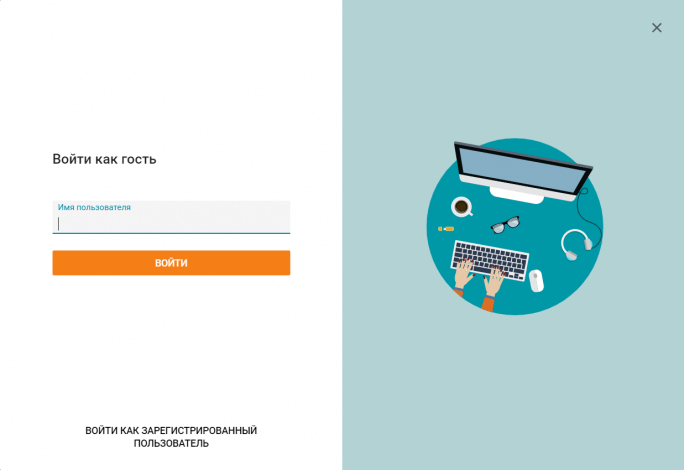 Войти как гость
Имя пользователя
ВОЙТИ
ВОЙТИ КАК ЗАРЕГИСТРИРОВАННЫЙ
ПОЛЬЗОВАТЕЛЬ